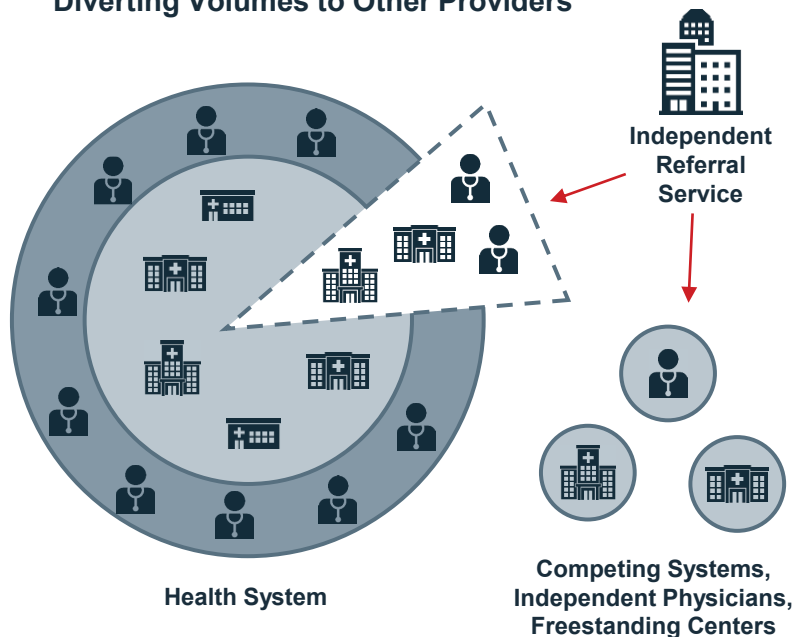 Diverting Volumes to Other Providers
Independent
Referral
Service
Health System
Competing Systems,
Independent Physicians,
Freestanding Centers